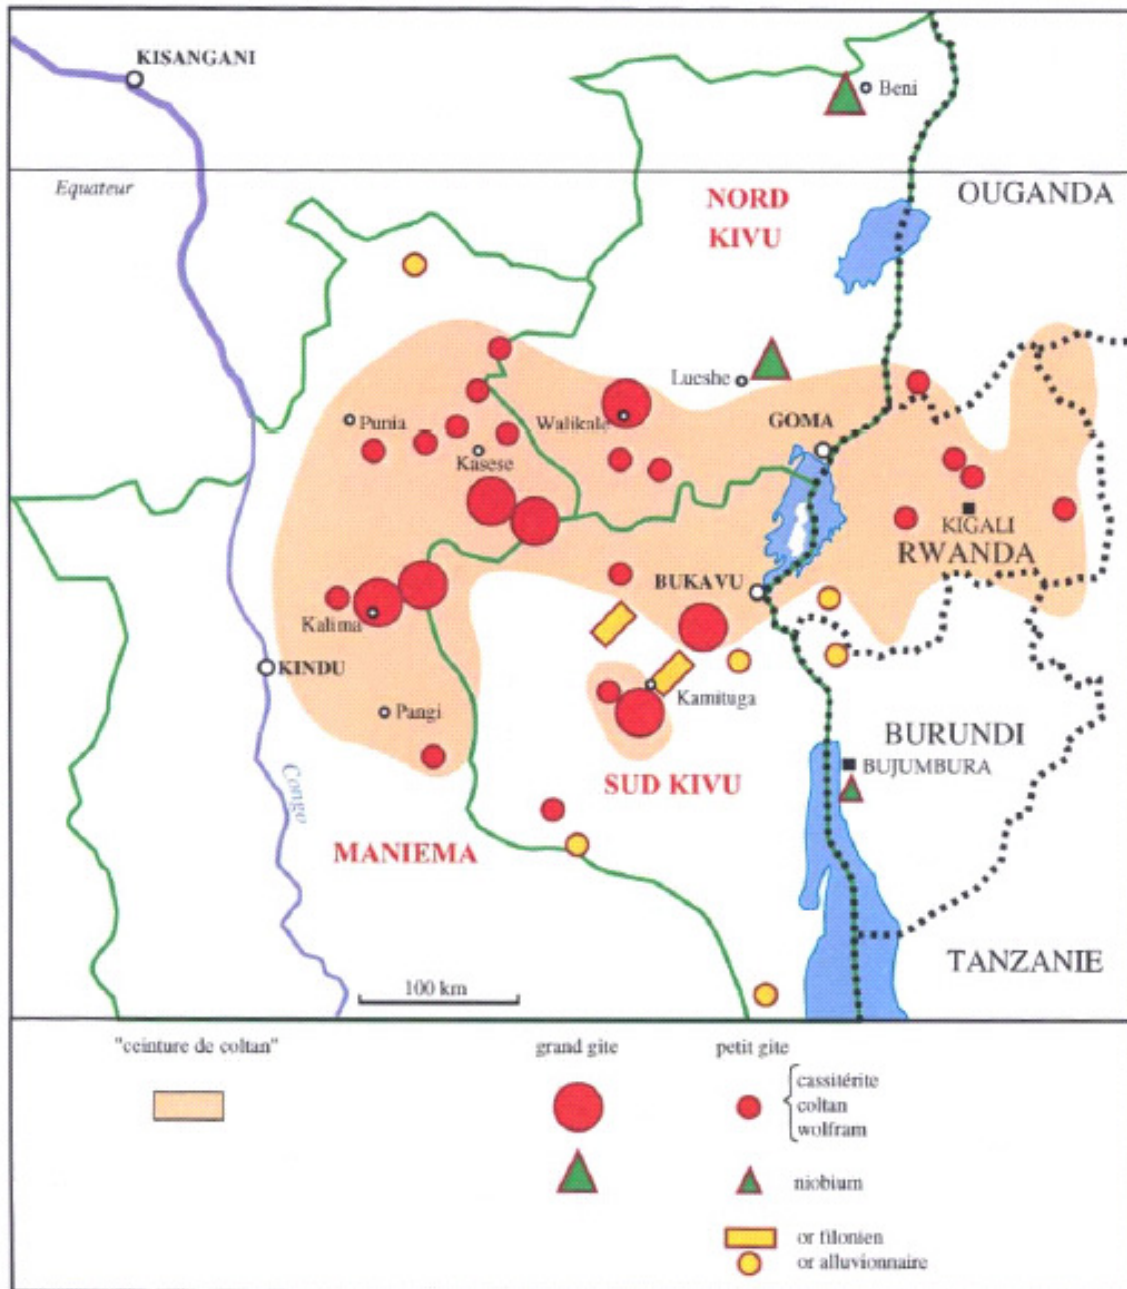 KISANGANI
Beni
Equateur
NORD
KIVU
OUGANDA
Lueshe
Punia
Walikale
GOMA
Kasese
KIGALI
RWANDA
BUKAVU
Kalima
KINDU
Kamituga
Pangi
BURUNDI
BUJUMBURA
SUD KIVU
Congo
MANIEMA
TANZANIE
100 km
"ceinture de coltan"
grand gîte
petit gîte
cassitérite
coltan
wolfram
niobium
or filonien
or alluvionnaire